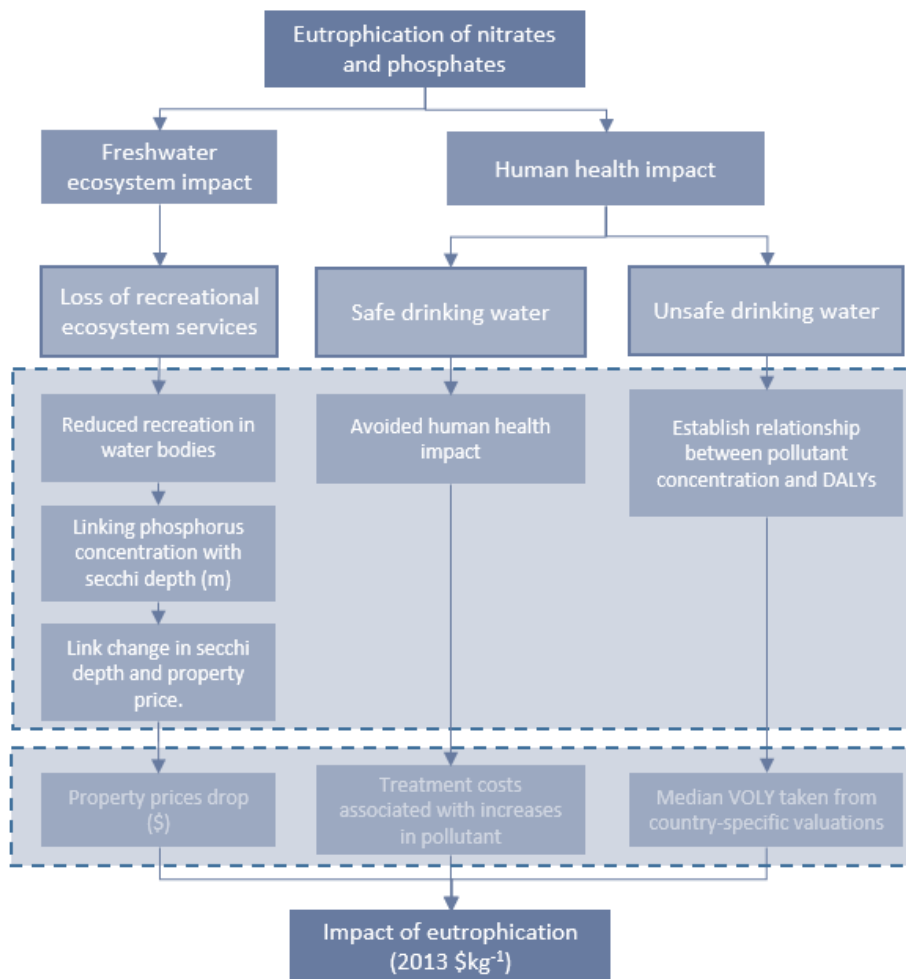 Eutrophication of nitrates
and phosphates
Freshwater
ecosystem impact
Human health impact
Loss of recreational
ecosystem services
Safe drinking water
Unsafe drinking water
Reduced recreation in
water bodies
Avoided human health
impact
Establish relationship
between pollutant
concentration and DALYs
Linking phosphorus
concentration with
secchi depth (m)
Link change in secchi
depth and property
price.
Property prices drop
($)
Treatment costs
associated with increases
in pollutant
Median VOLY taken from
country-specific valuations
Impact of eutrophication
(2013 $kg⁻¹)